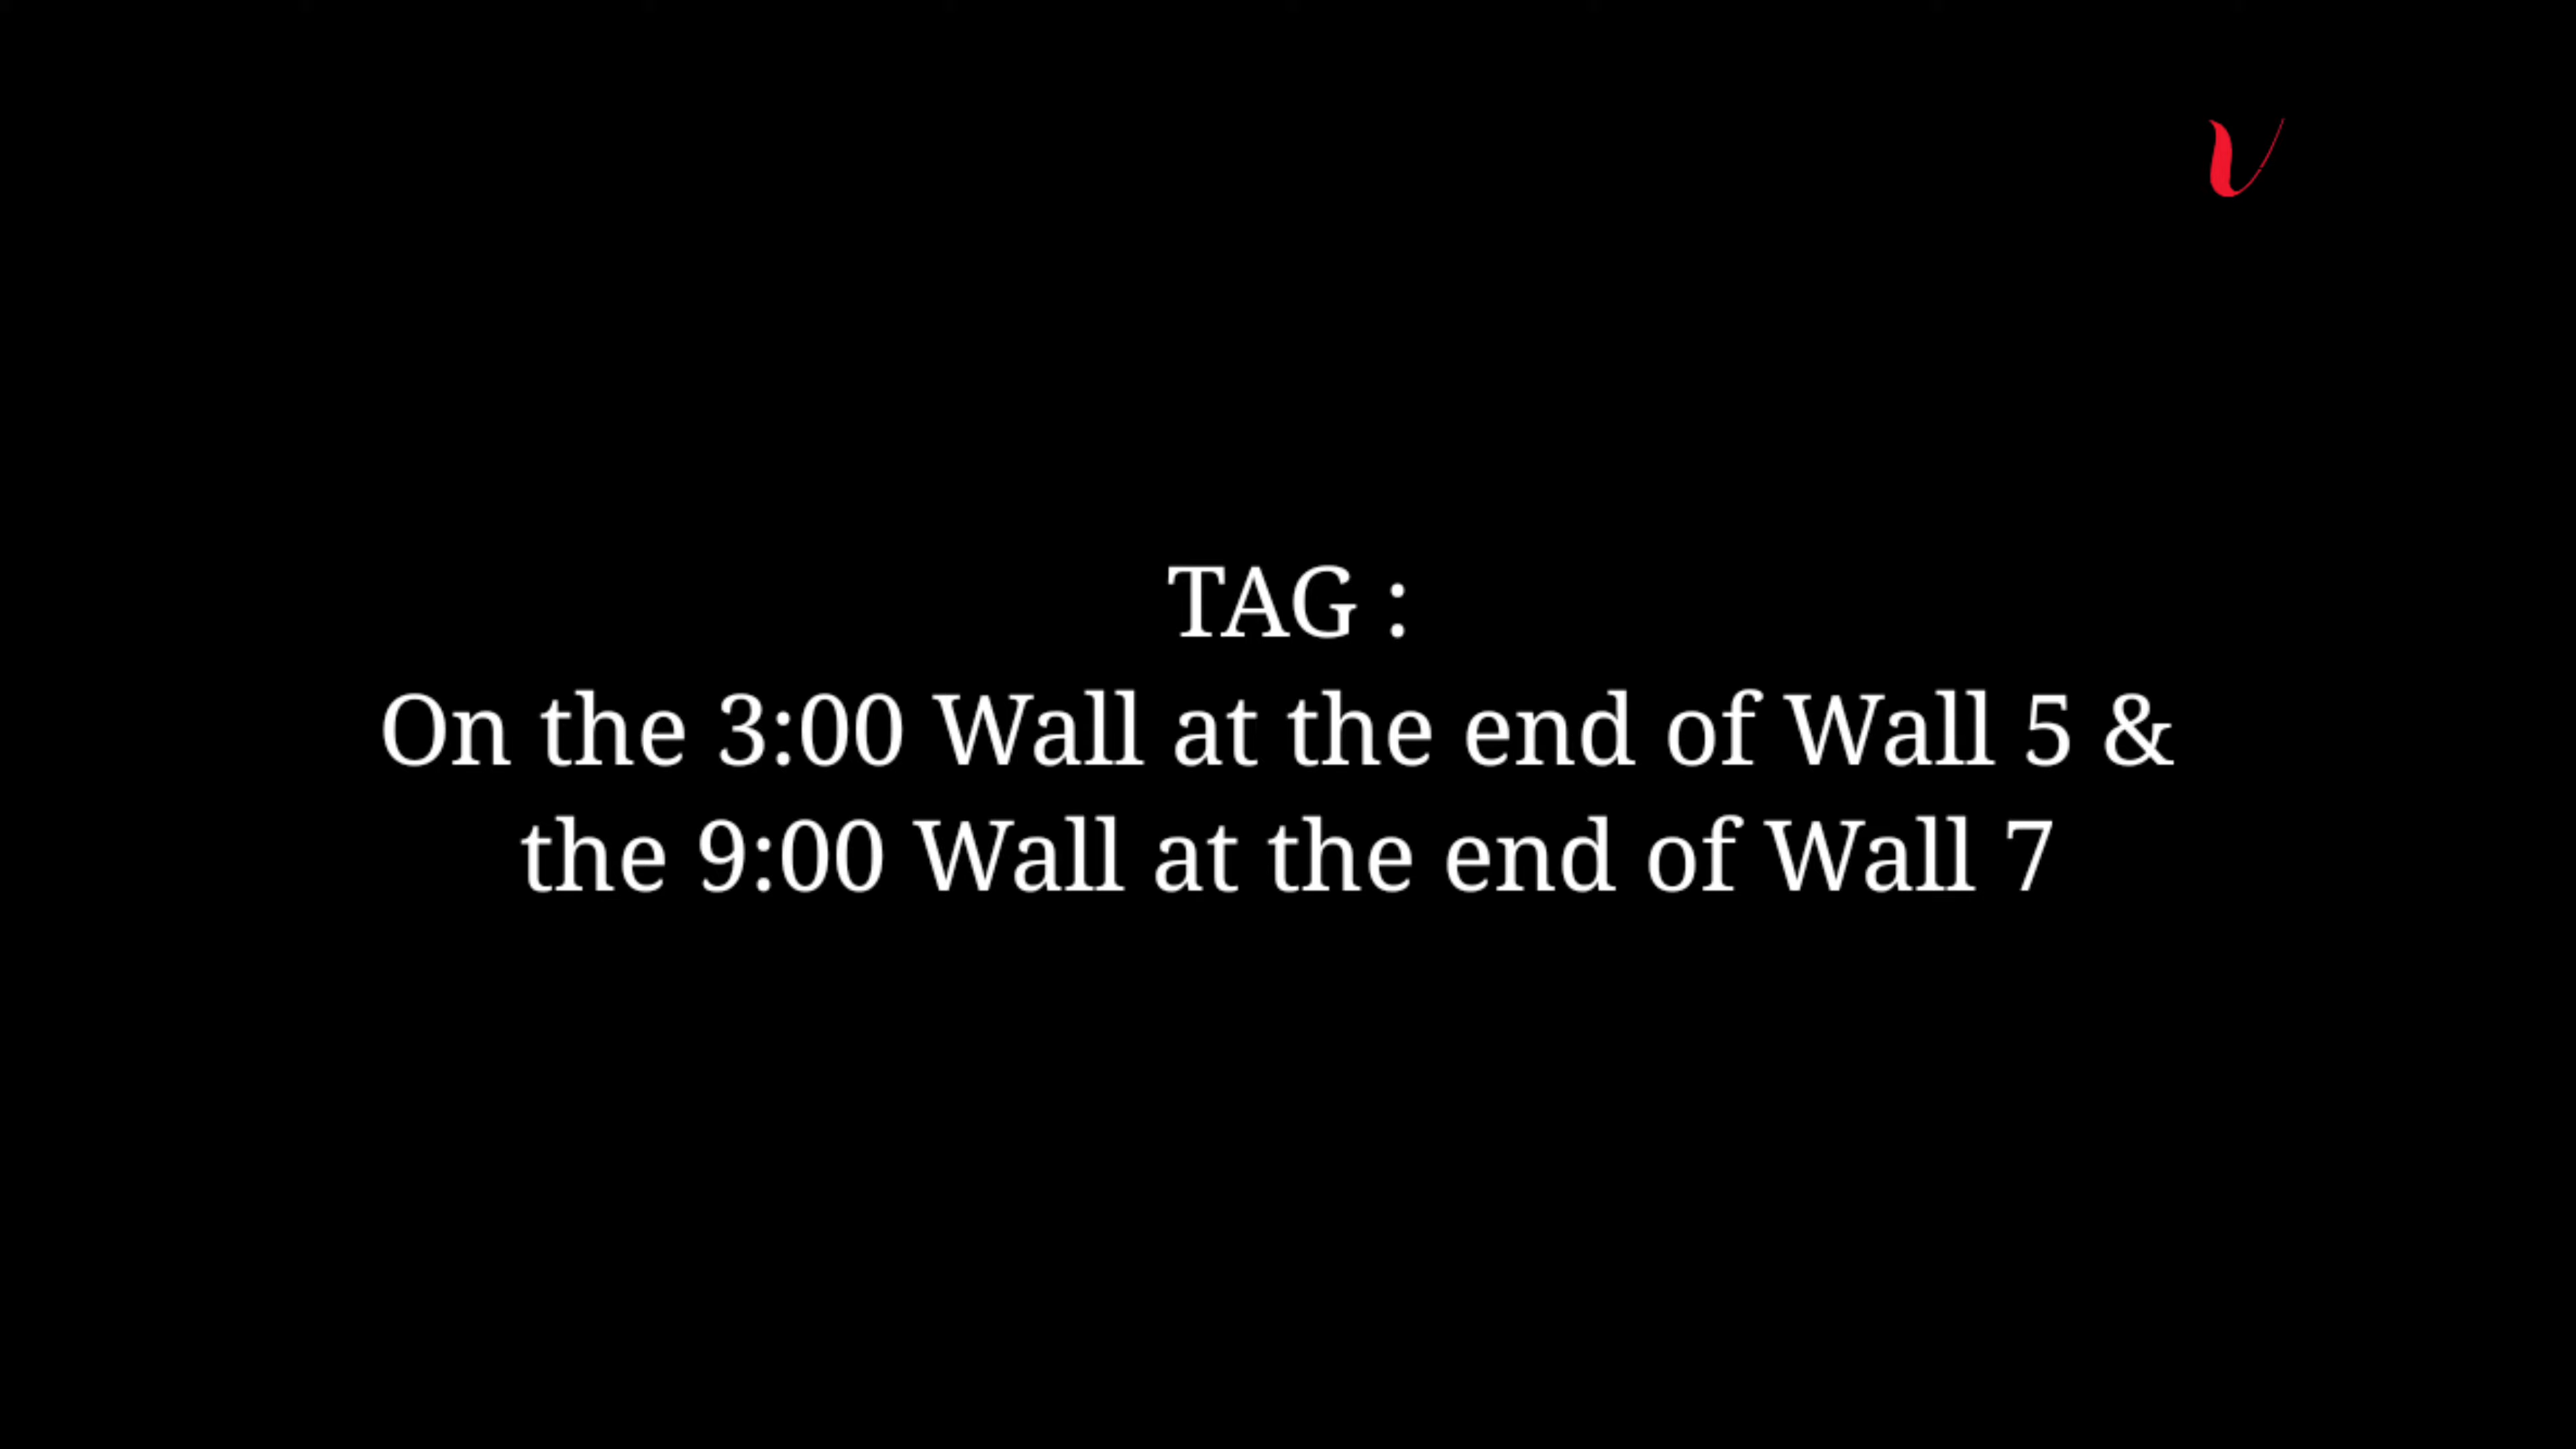 V
TAG :
On the 3:00 Wall at the end of Wall 5 &
the 9:00 Wall at the end of Wall 7